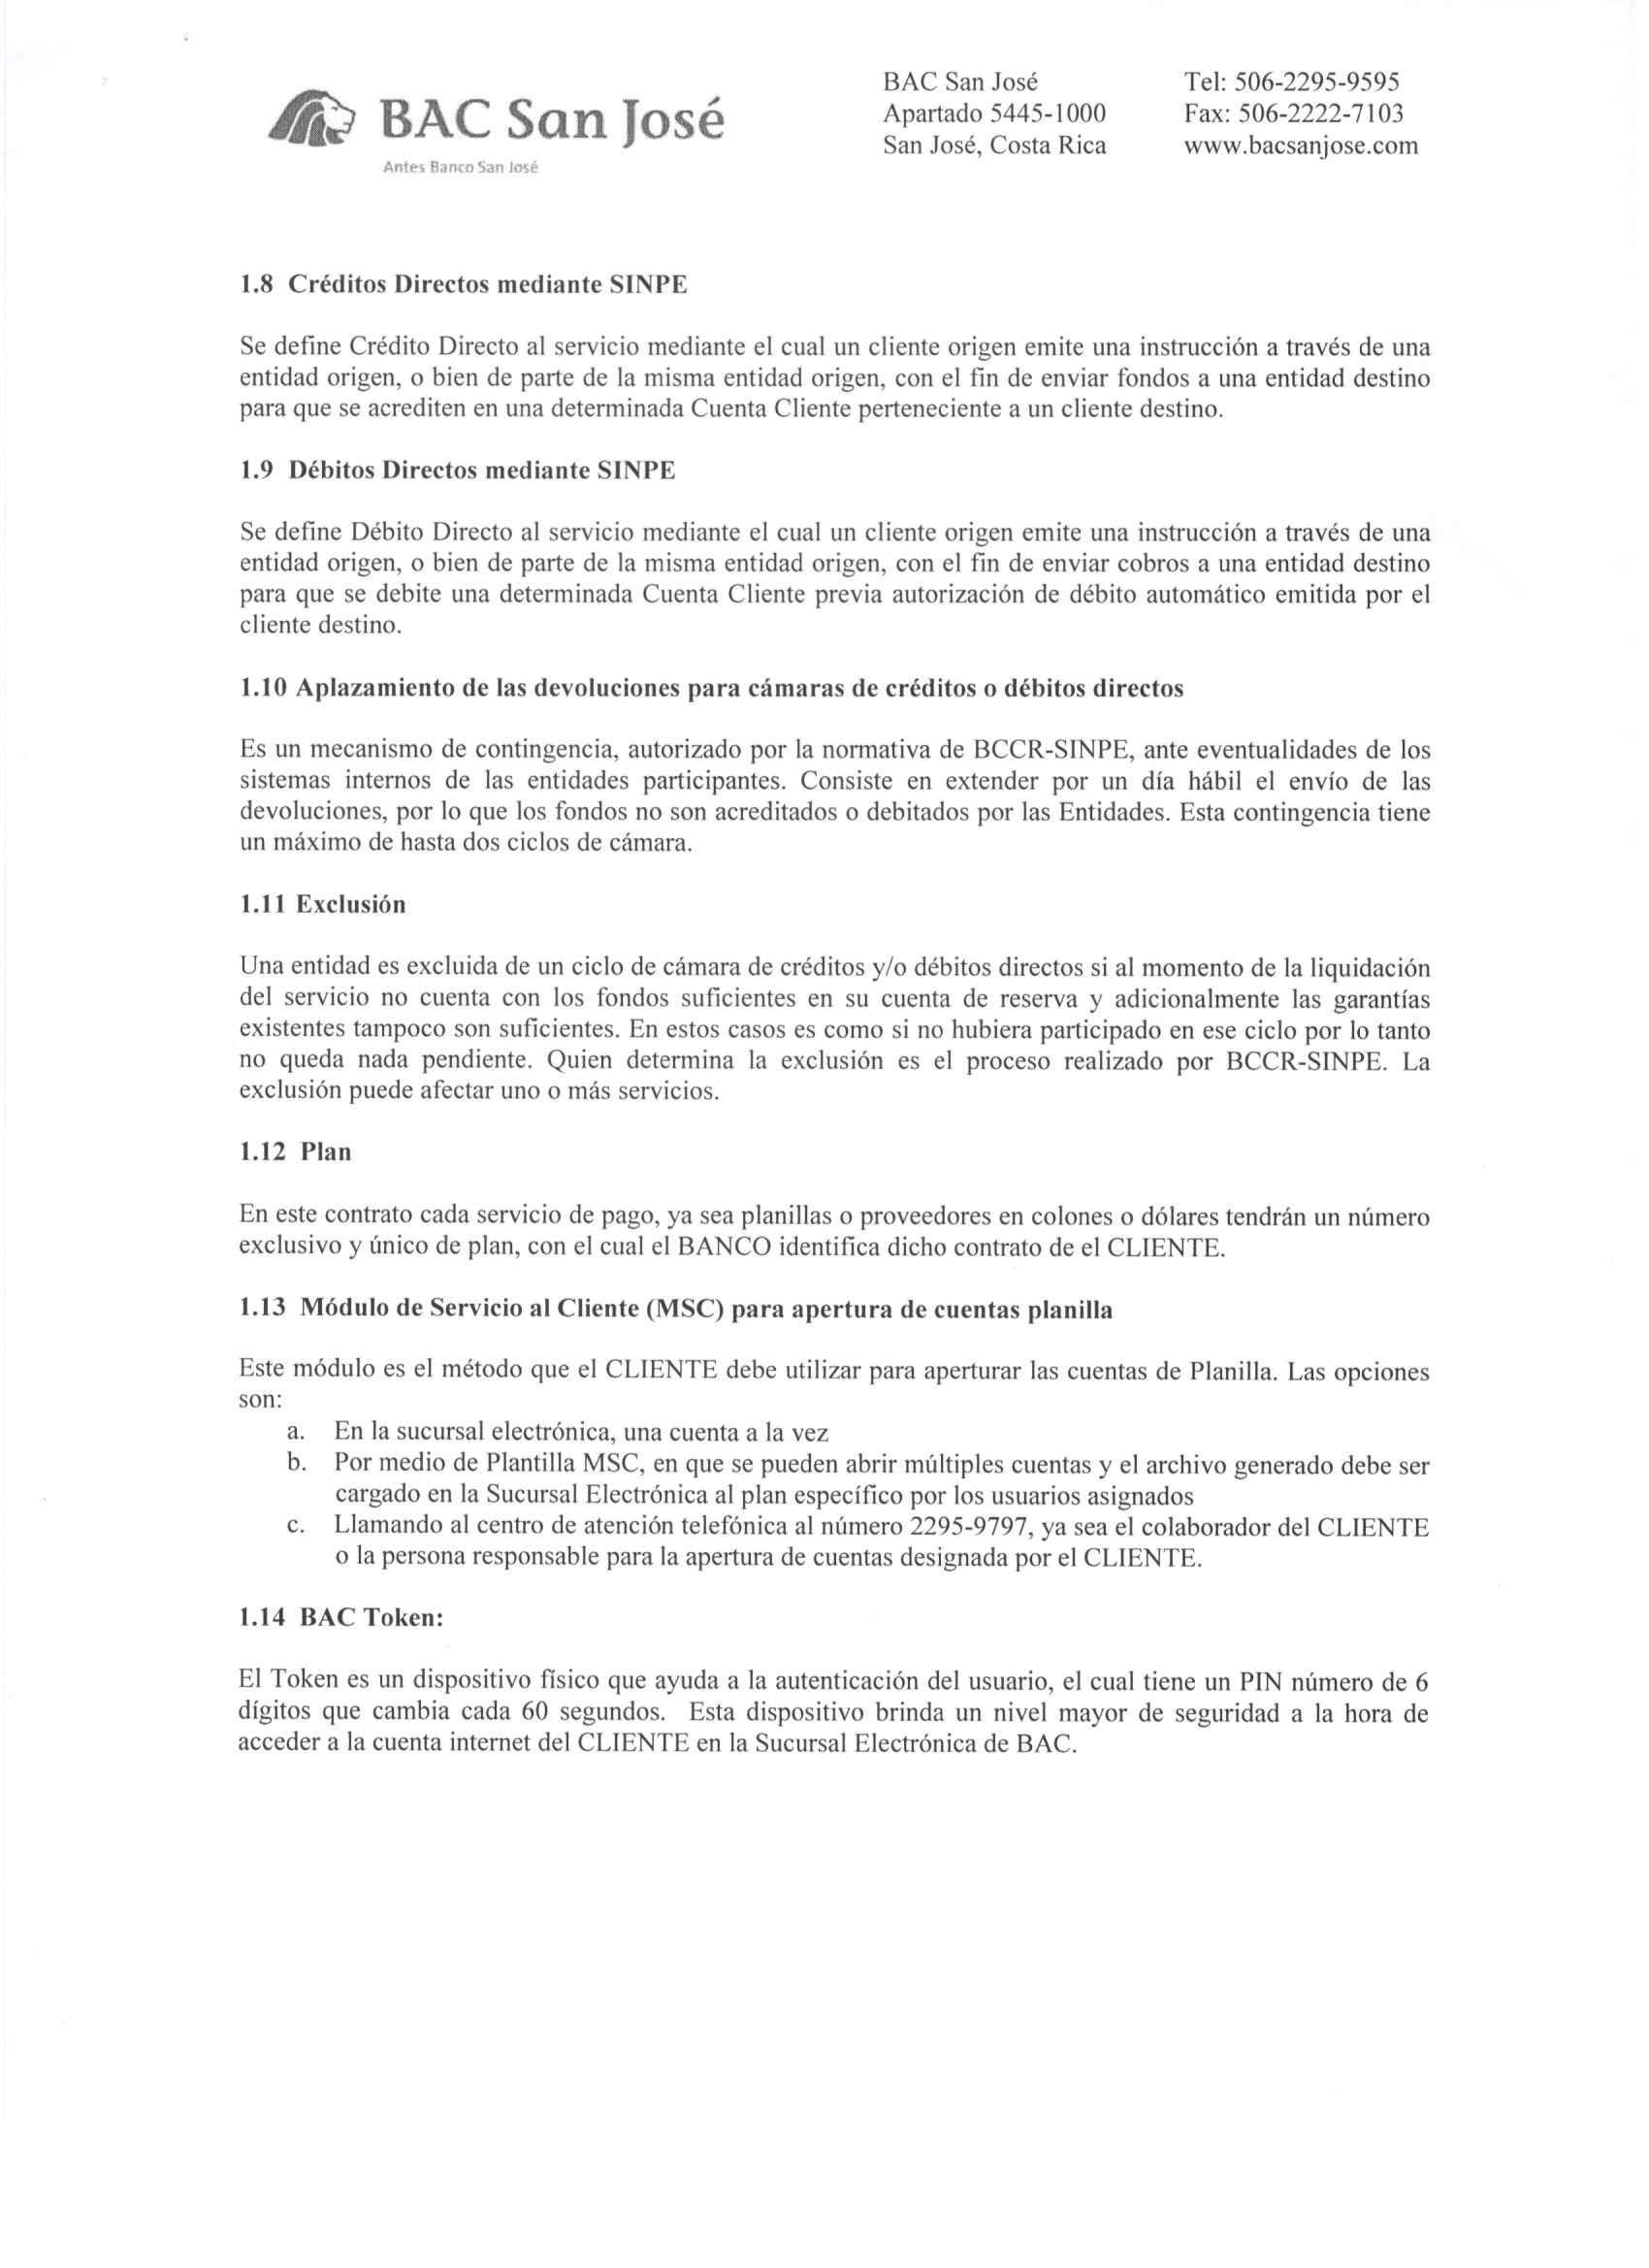 BAC San José
Antes Banco San José
BAC San José
Apartado 5445-1000
San José, Costa Rica
Tel: 506-2295-9595
Fax: 506-2222-7103
www.bacsanjose.com
1.8 Créditos Directos mediante SINPE
Se define Crédito Directo al servicio mediante el cual un cliente origen emite una instrucción a través de una
entidad origen, o bien de parte de la misma entidad origen, con el fin de enviar fondos a una entidad destino
para que se acrediten en una determinada Cuenta Cliente perteneciente a un cliente destino.
1.9 Débitos Directos mediante SINPE
Se define Débito Directo al servicio mediante el cual un cliente origen emite una instrucción a través de una
entidad origen, o bien de parte de la misma entidad origen, con el fin de enviar cobros a una entidad destino
para que se debite una determinada Cuenta Cliente previa autorización de débito automático emitida por el
cliente destino.
1.10 Aplazamiento de las devoluciones para cámaras de créditos o débitos directos
Es un mecanismo de contingencia, autorizado por la normativa de BCCR-SINPE, ante eventualidades de los
sistemas internos de las entidades participantes. Consiste en extender por un día hábil el envío de las
devoluciones, por lo que los fondos no son acreditados o debitados por las Entidades. Esta contingencia tiene
un máximo de hasta dos ciclos de cámara.
1.11 Exclusión
Una entidad es excluida de un ciclo de cámara de créditos y/o débitos directos si al momento de la liquidación
del servicio no cuenta con los fondos suficientes en su cuenta de reserva y adicionalmente las garantías
existentes tampoco son suficientes. En estos casos es como si no hubiera participado en ese ciclo por lo tanto
no queda nada pendiente. Quien determina la exclusión es el proceso realizado por BCCR-SINPE. La
exclusión puede afectar uno o más servicios.
1.12 Plan
En este contrato cada servicio de pago, ya sea planillas o proveedores en colones o dólares tendrán un número
exclusivo y único de plan, con el cual el BANCO identifica dicho contrato de el CLIENTE.
1.13 Módulo de Servicio al Cliente (MSC) para apertura de cuentas planilla
Este módulo es el método que el CLIENTE debe utilizar para aperturar las cuentas de Planilla. Las opciones
son:
a. En la sucursal electrónica, una cuenta a la vez
b. Por medio de Plantilla MSC, en que se pueden abrir múltiples cuentas y el archivo generado debe ser
cargado en la Sucursal Electrónica al plan específico por los usuarios asignados
c. Llamando al centro de atención telefónica al número 2295-9797, ya sea el colaborador del CLIENTE
o la persona responsable para la apertura de cuentas designada por el CLIENTE.
1.14 BAC Token:
El Token es un dispositivo físico que ayuda a la autenticación del usuario, el cual tiene un PIN número de 6
dígitos que cambia cada 60 segundos. Esta dispositivo brinda un nivel mayor de seguridad a la hora de
acceder a la cuenta internet del CLIENTE en la Sucursal Electrónica de BAC.